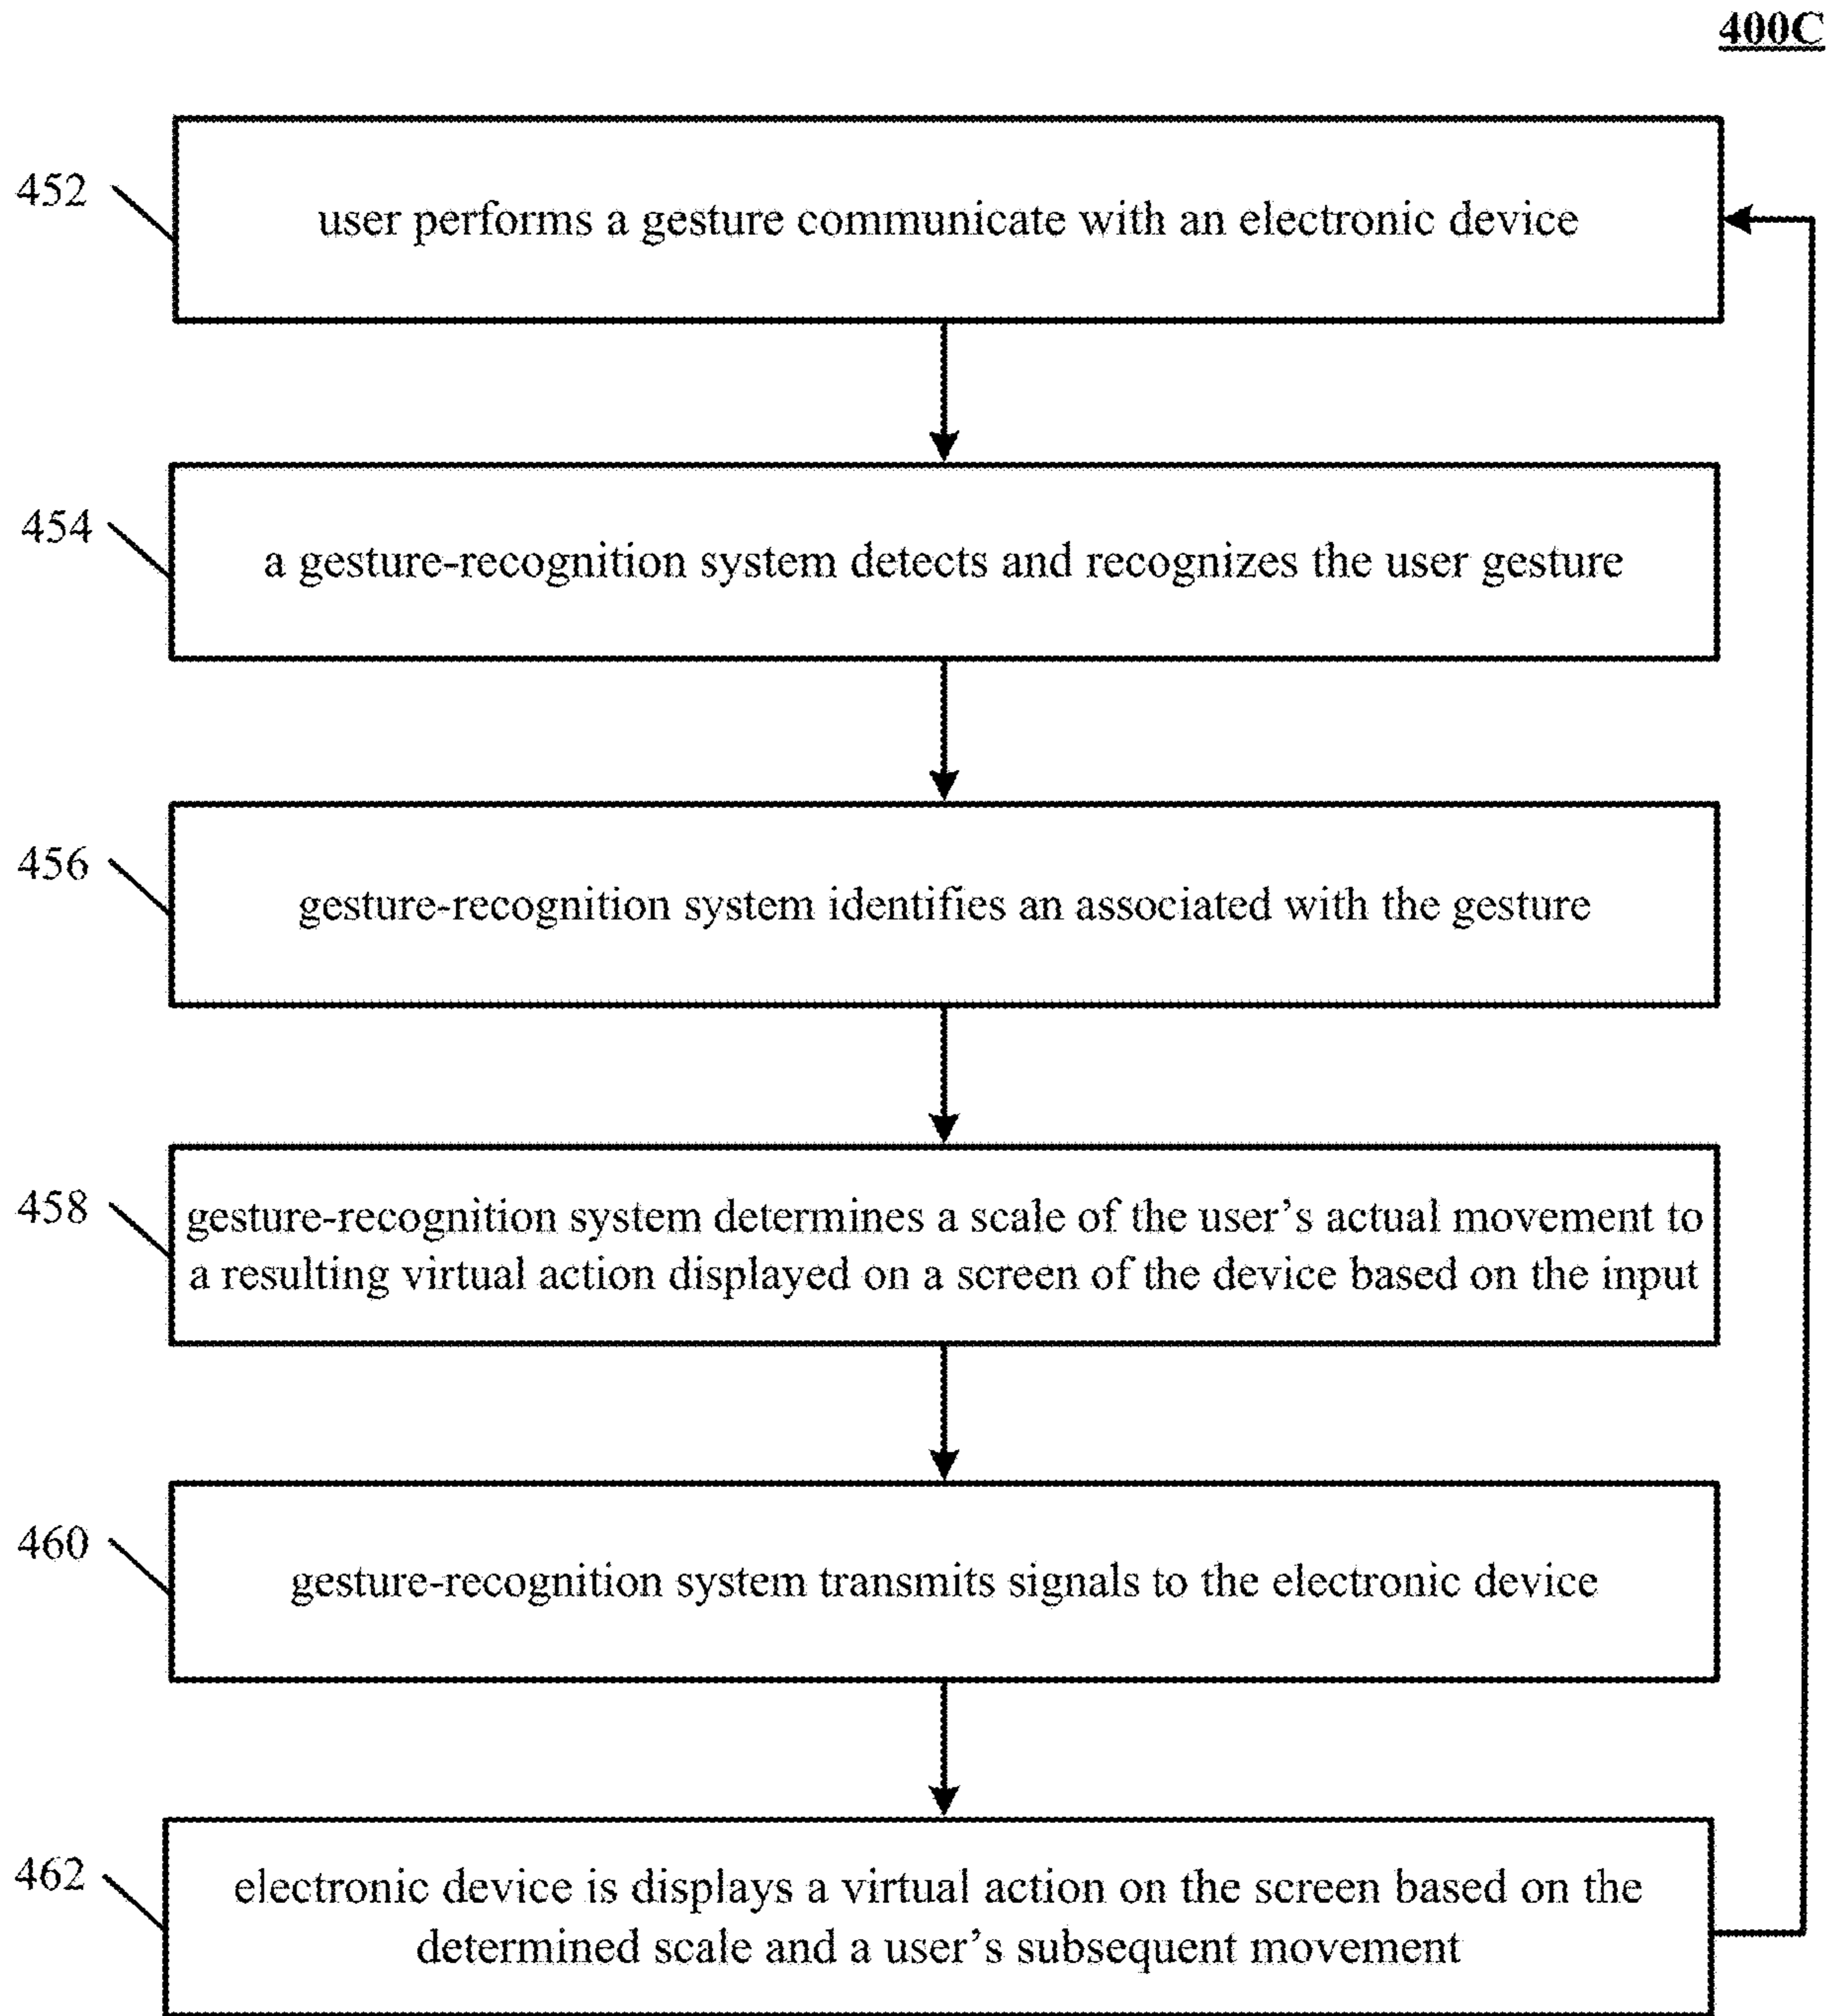 400C
452
user performs a gesture communicate with an electronic device
454
a gesture-recognition system detects and recognizes the user gesture
456
gesture-recognition system identifies an associated with the gesture
458
gesture-recognition system determines a scale of the user's actual movement to
a resulting virtual action displayed on a screen of the device based on the input
460
gesture-recognition system transmits signals to the electronic device
462
electronic device is displays a virtual action on the screen based on the
determined scale and a user's subsequent movement